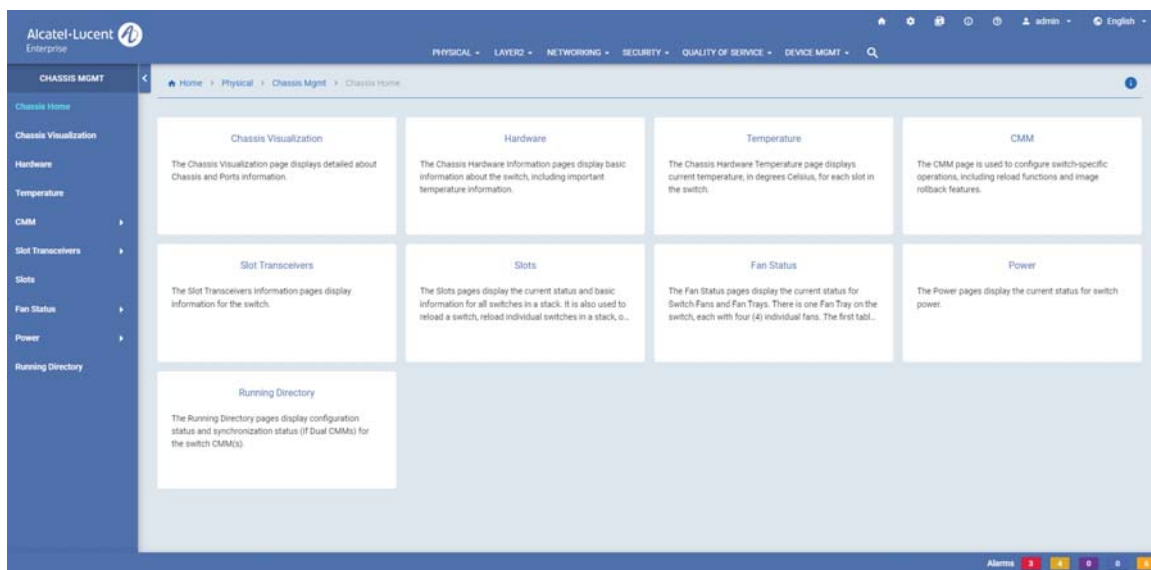 Alcatel-Lucent
Enterprise
admin
English
PHYSICAL
LAYER2
NETWORKING
SECURITY
QUALITY OF SERVICE
DEVICE MGMT
CHASSIS MGMT
Home
Physical
Chassis Mgmt
Chassis Home
Chassis Home
Chassis Visualization
Hardware
Temperature
CMM
Slot Transceivers
Slots
Fan Status
Power
Running Directory
Chassis Visualization
The Chassis Visualization page displays detailed about
Chassis and Ports information.
Hardware
The Chassis Hardware Information pages display basic
information about the switch, including important
temperature information.
Temperature
The Chassis Hardware Temperature page displays
current temperature, in degrees Celsius, for each slot in
the switch.
CMM
The CMM page is used to configure switch-specific
operations, including reload functions and image
rollback features.
Slot Transceivers
The Slot Transceivers Information pages display
information for the switch.
Slots
The Slots pages display the current status and basic
information for all switches in a stack. It is also used to
reload a switch, reload individual switches in a stack, o...
Fan Status
The Fan Status pages display the current status for
Switch Fans and Fan Trays. There is one Fan Tray on the
switch, each with four (4) individual fans. The first tabl...
Power
The Power pages display the current status for switch
power.
Running Directory
The Running Directory pages display configuration
status and synchronization status (if Dual CMMs) for
the switch CMM(s).
Alarms 3 4 0 0